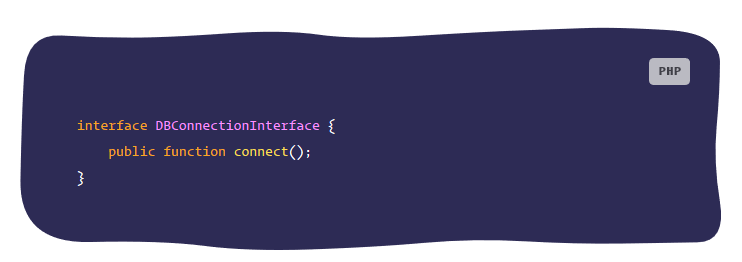 PHP
interface DBConnectionInterface {
    public function connect();
}